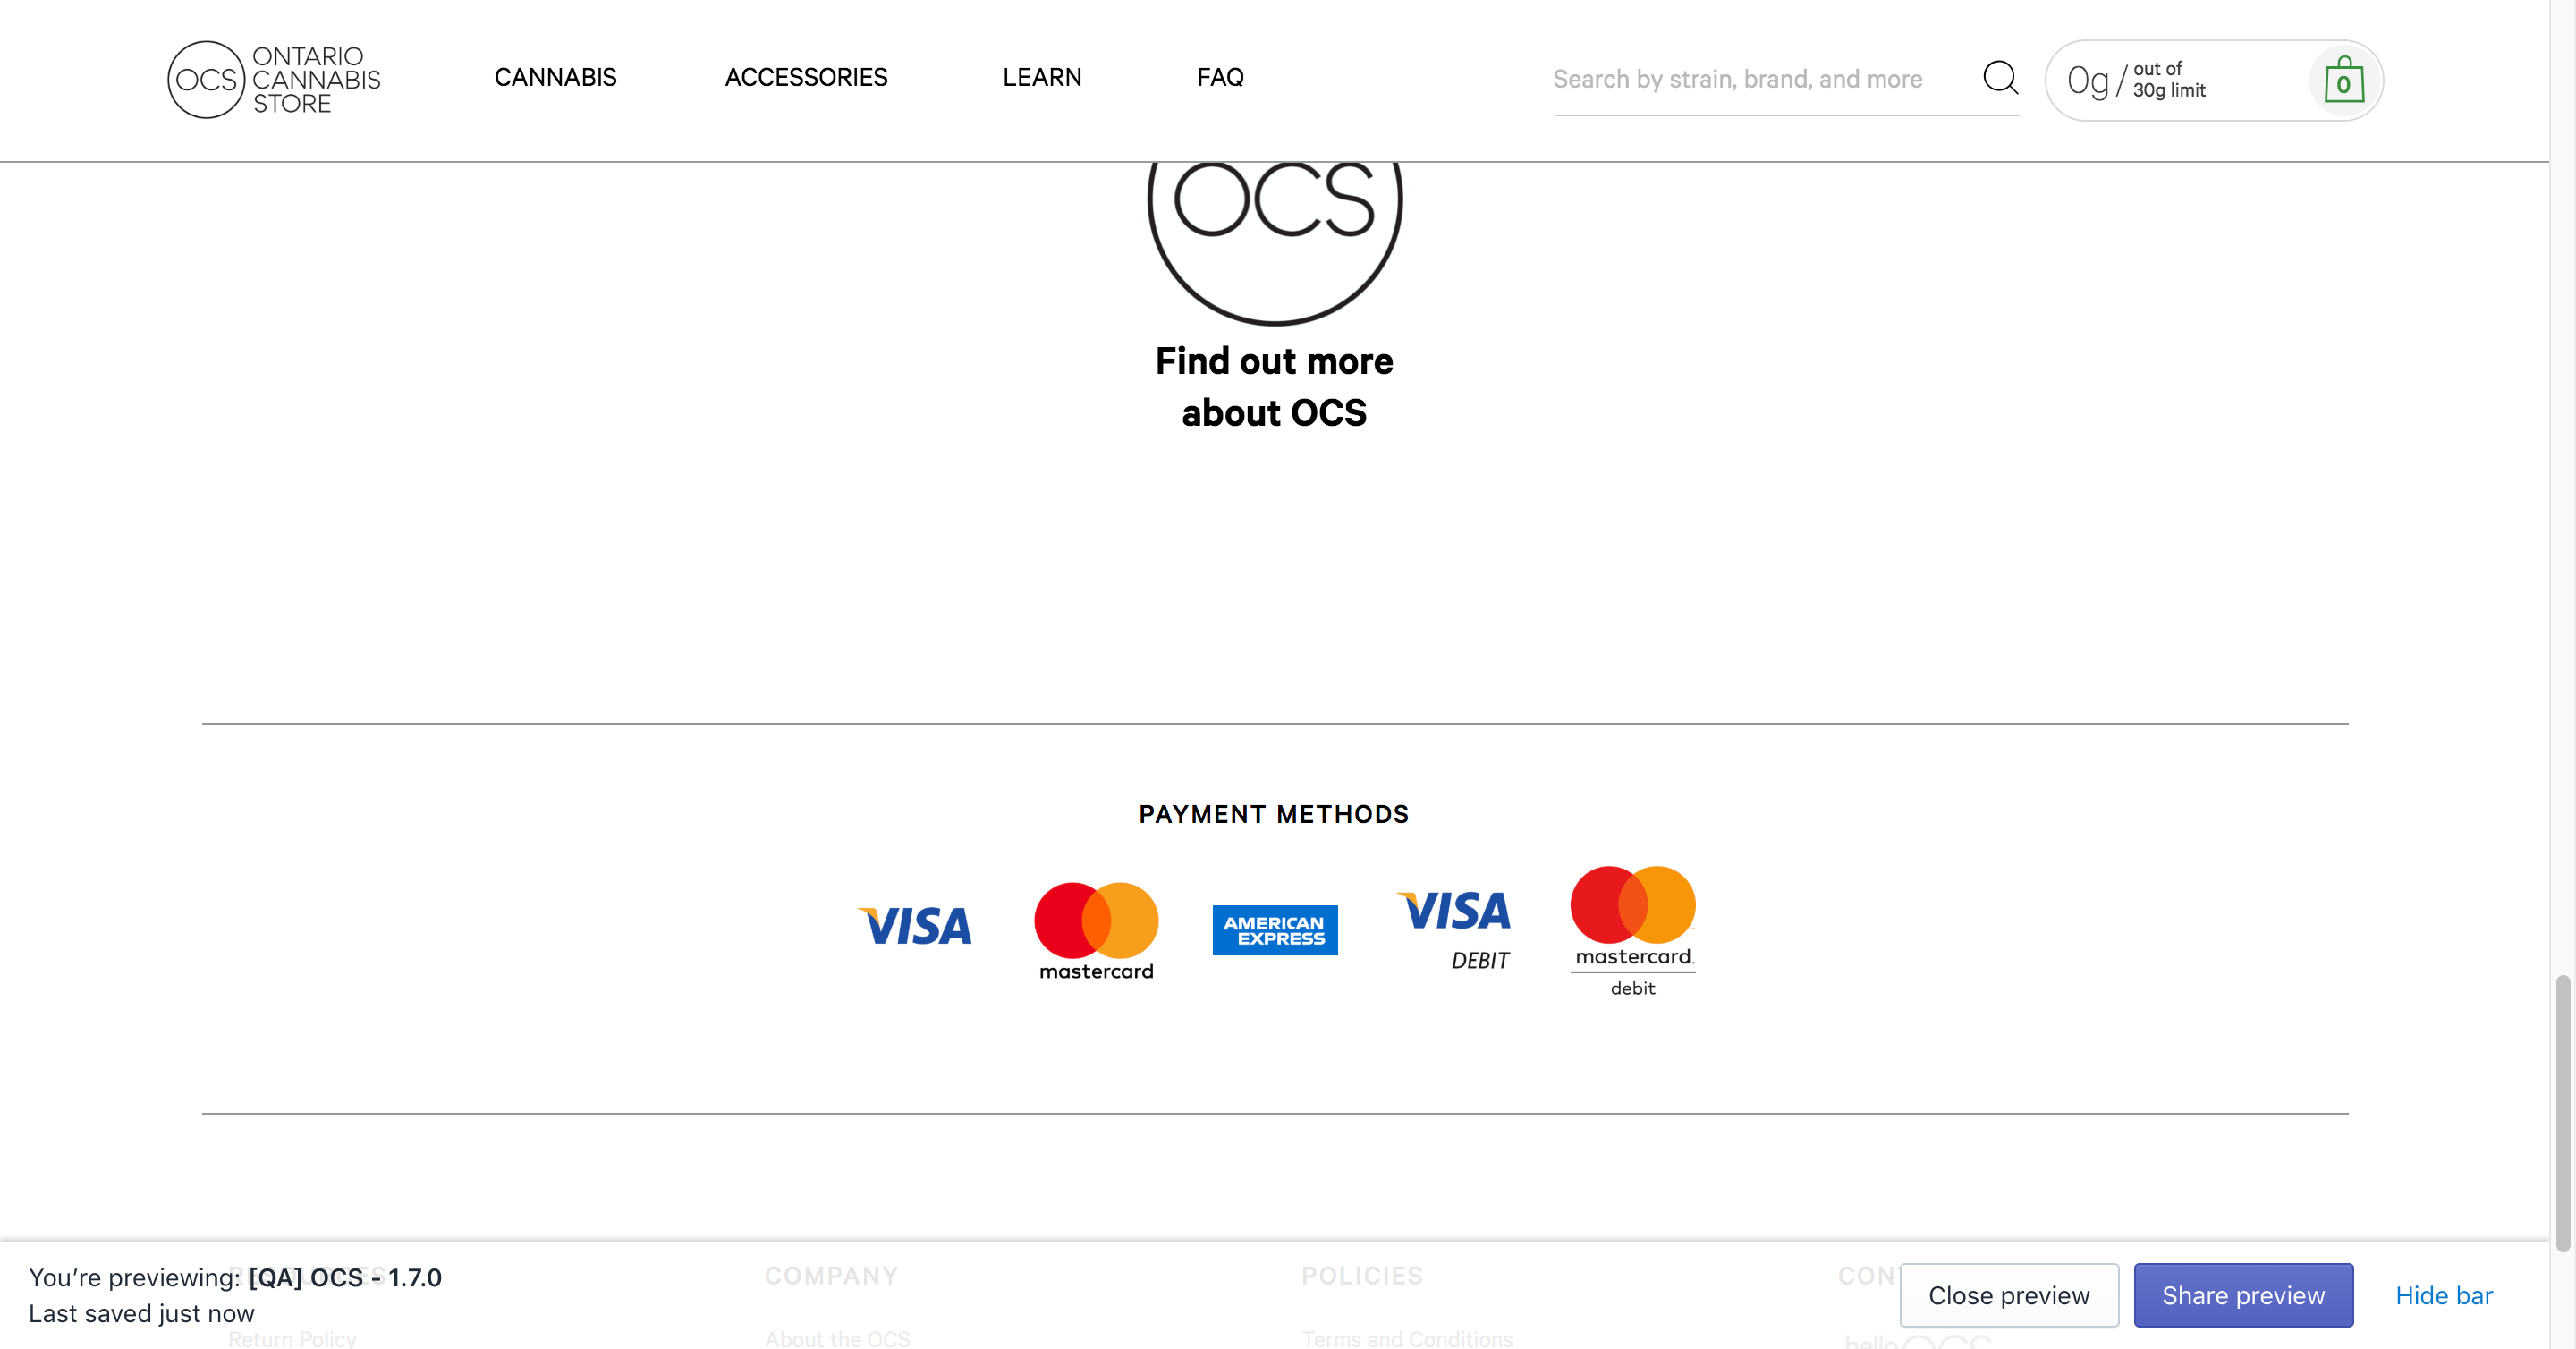 OCS ONTARIO
CANNABIS
STORE
CANNABIS
ACCESSORIES
LEARN
FAQ
Search by strain, brand, and more
0g / out of
30g limit
0
OCS
Find out more
about OCS
PAYMENT METHODS
VISA
mastercard
AMERICAN
EXPRESS
VISA
DEBIT
mastercard.
debit
RESOURCES
COMPANY
POLICIES
You’re previewing: [QA] OCS - 1.7.0
Last saved just now
Close preview
Share preview
Hide bar
Return Policy
About the OCS
Terms and Conditions